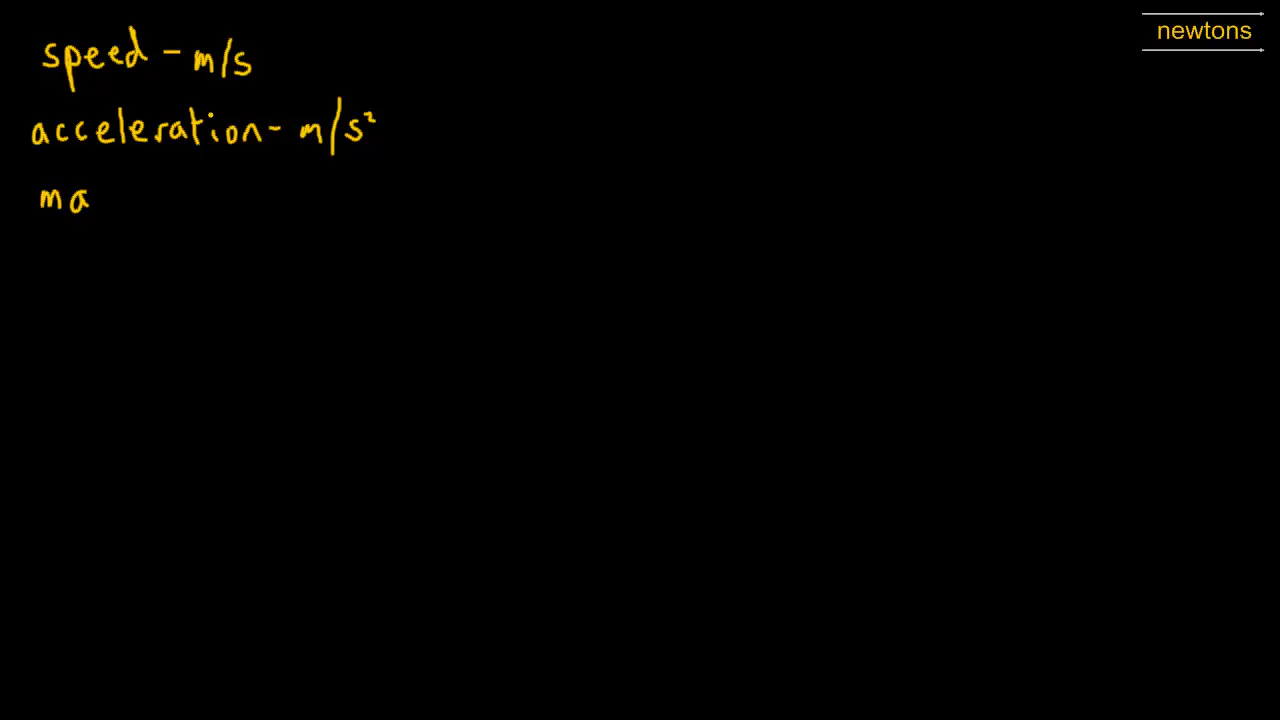 newtons
speed - m/s
acceleration - m/s²
ma